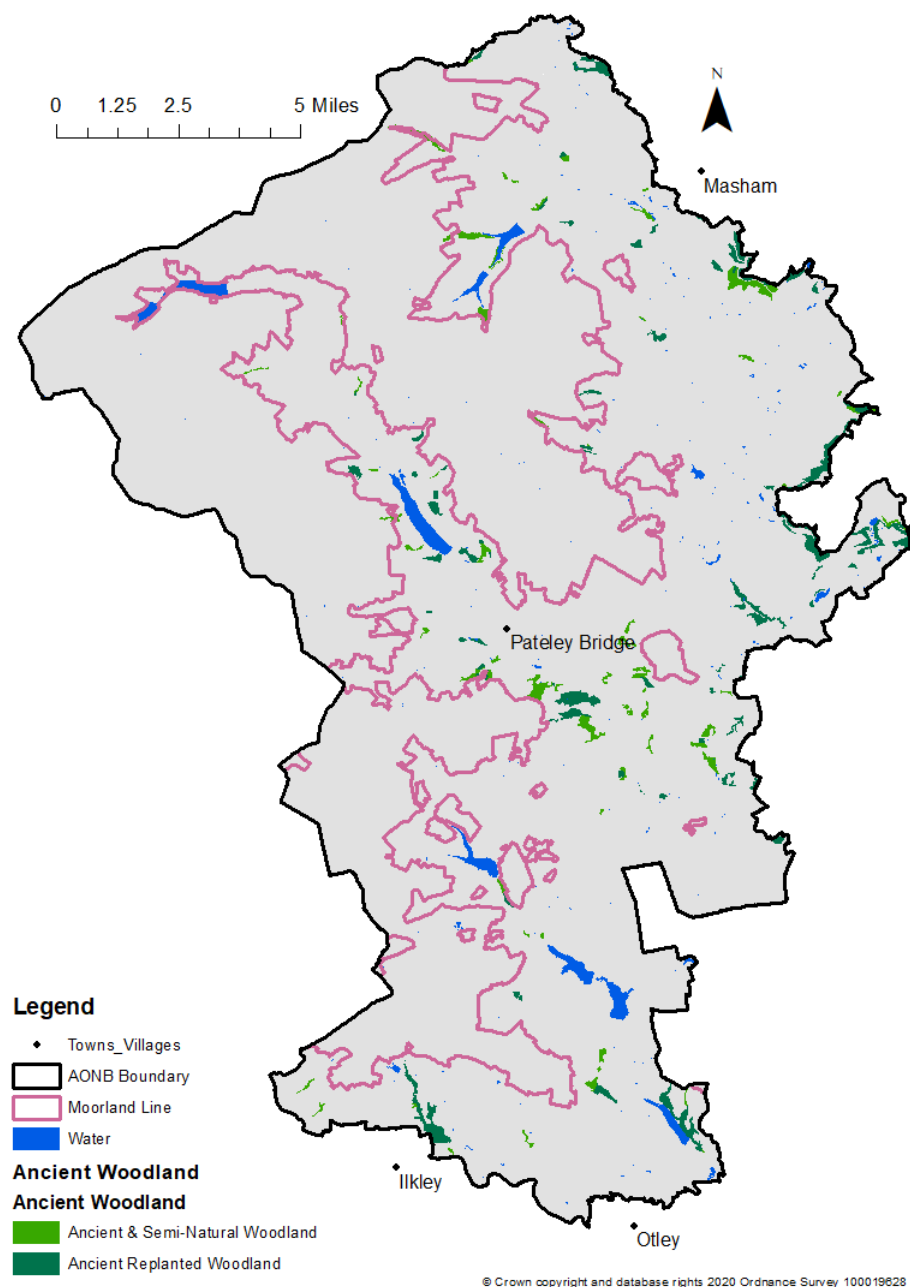 N
0 1.25 2.5 5 Miles
Masham
Pateley Bridge
Legend
Towns_Villages
AONB Boundary
Moorland Line
Water
Ancient Woodland
Ancient Woodland
Ancient & Semi-Natural Woodland
Ancient Replanted Woodland
Ilkley
Otley
© Crown copyright and database rights 2020 Ordnance Survey 100019628